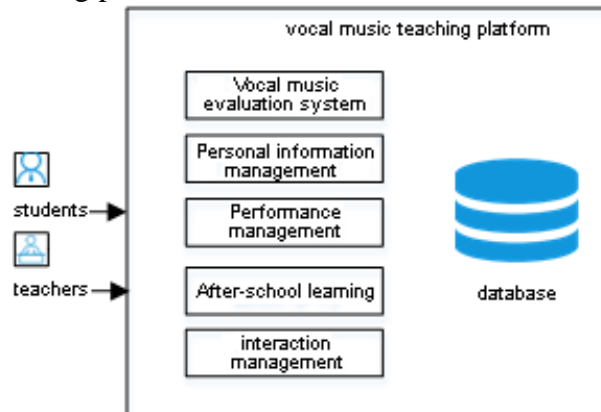 vocal music teaching platform
Vocal music
evaluation system
Personal information
management
students
Performance
management
teachers
After-school learning
database
interaction
management